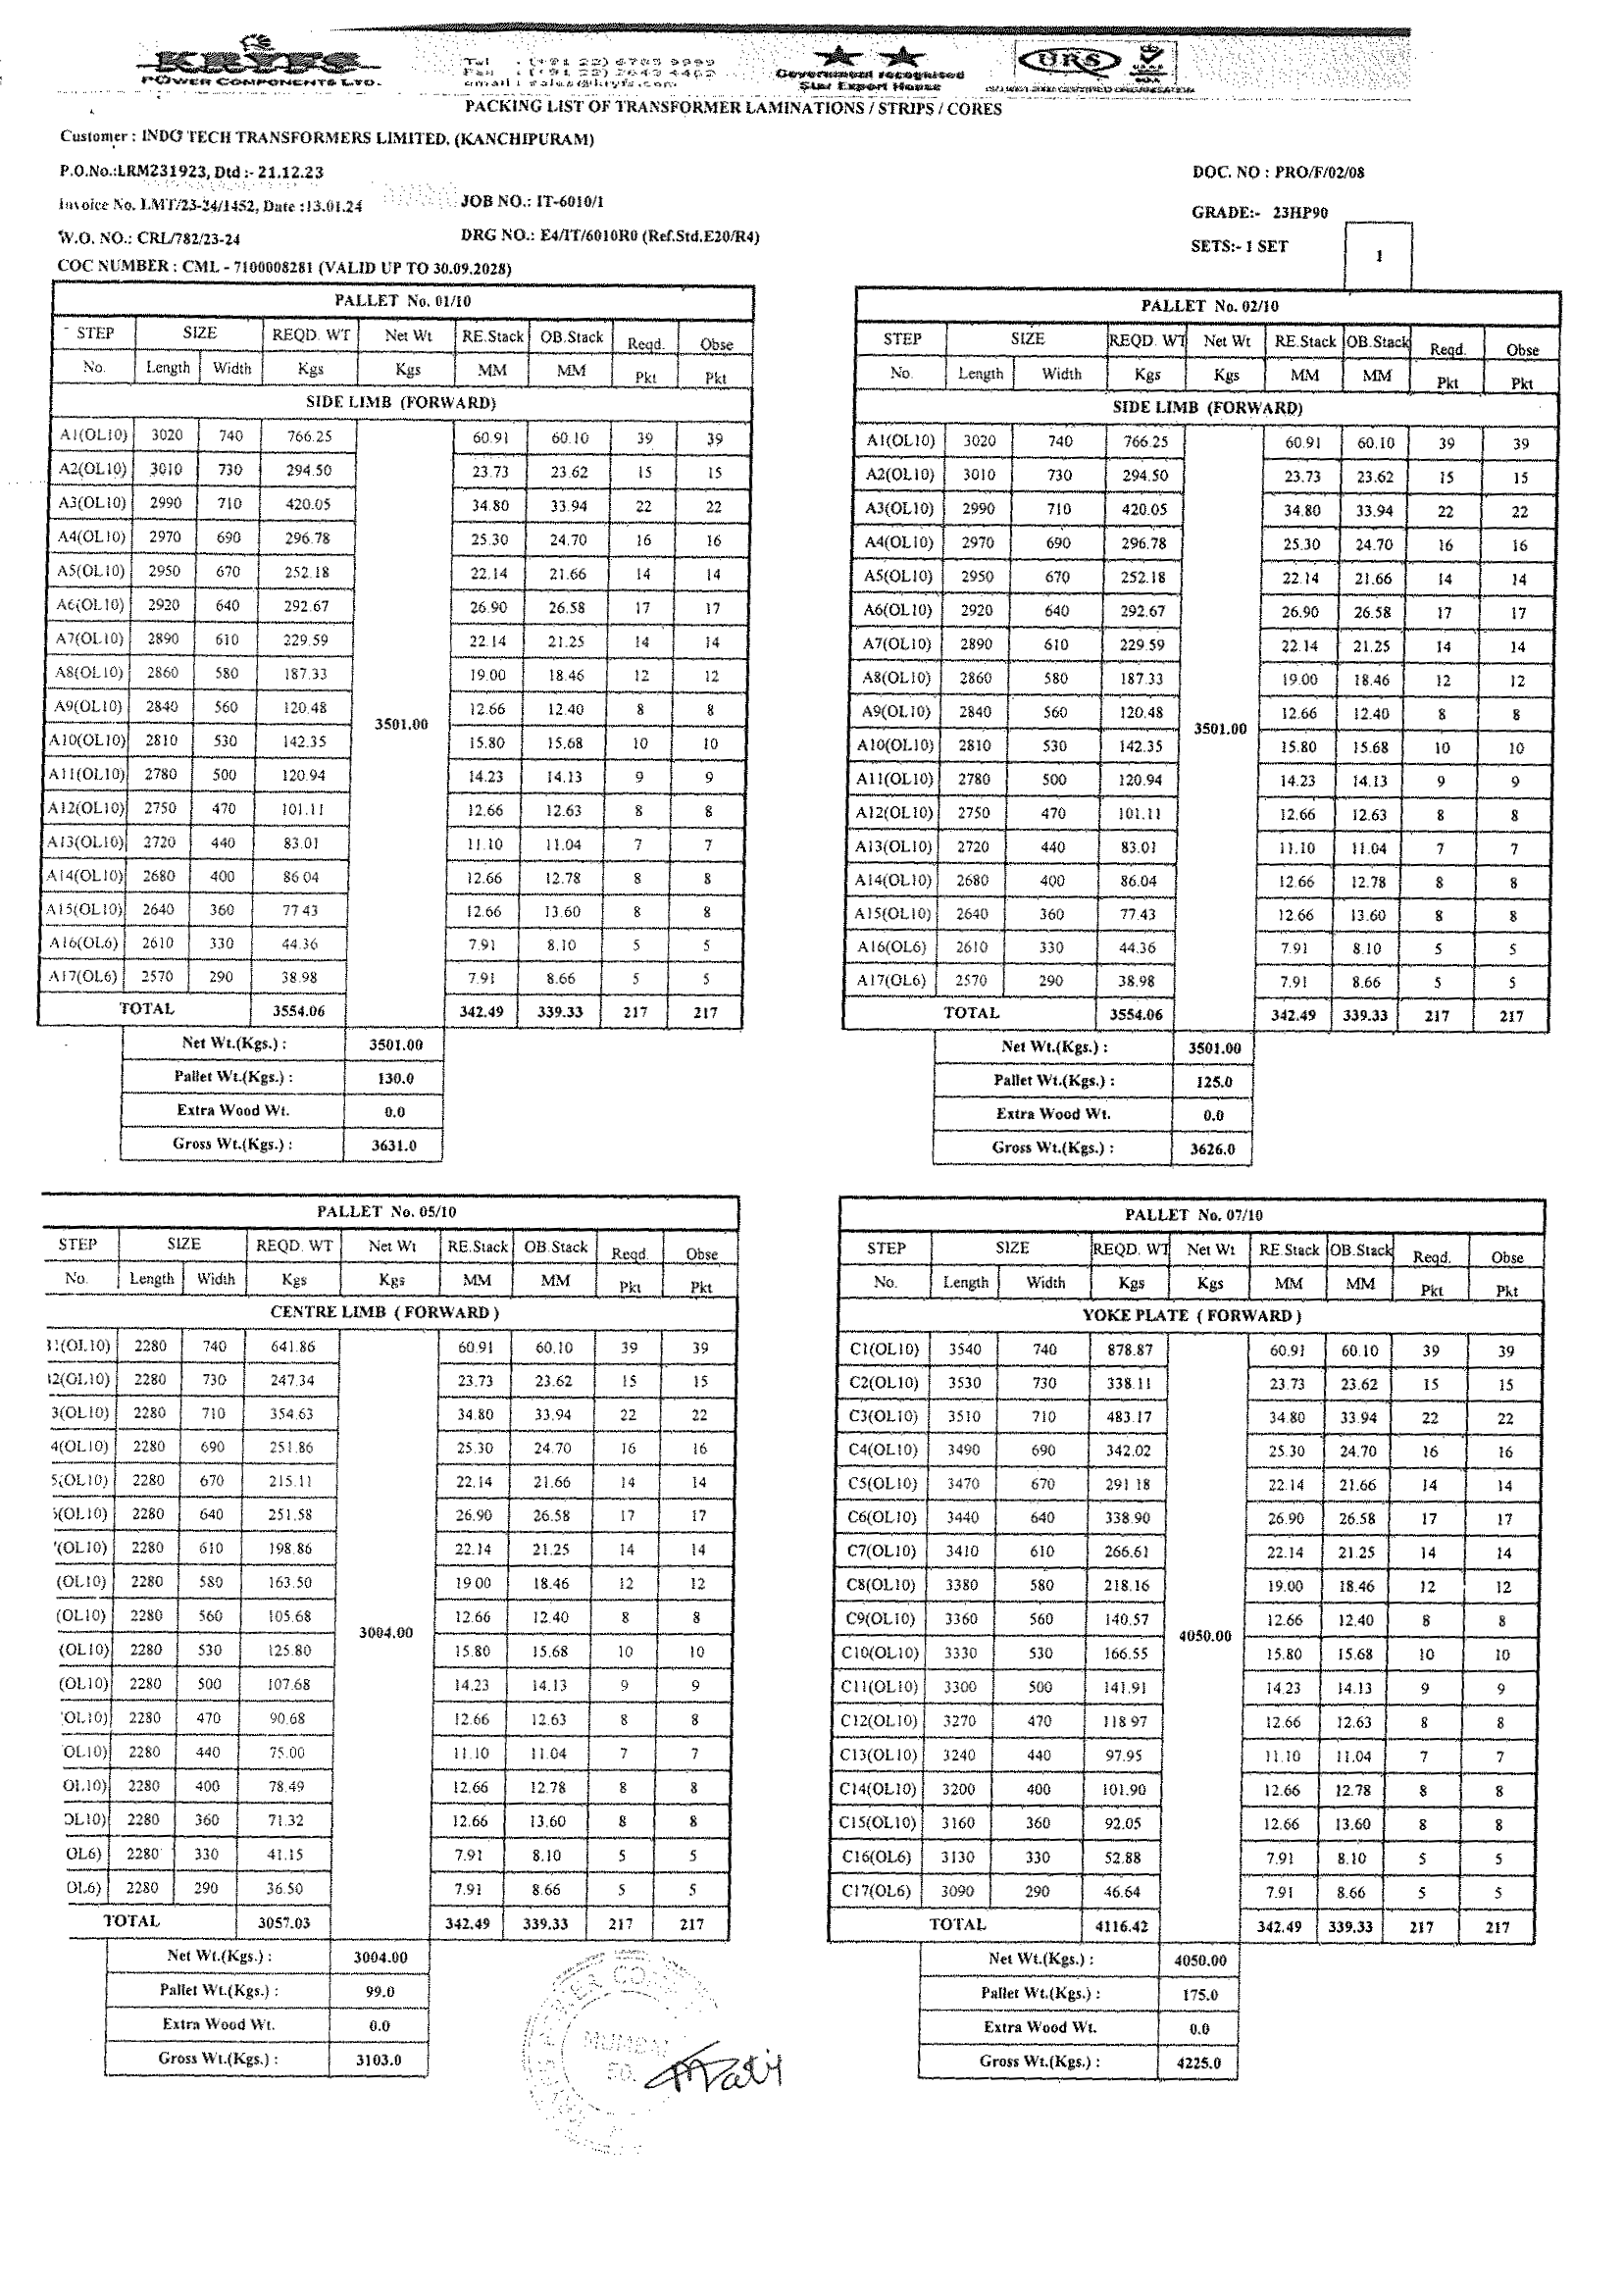 KRYFS
POWER COMPONENTS LTD.
Tel : (+91 22) 6703 9999
Fax : (+91 22) 2643 4402
email : sales@kryfs.com
Government recognised
Star Export House
URS
PACKING LIST OF TRANSFORMER LAMINATIONS / STRIPS / CORES
Customer : INDO TECH TRANSFORMERS LIMITED. (KANCHIPURAM)
P.O.No.:LRM231923, Dtd :- 21.12.23
DOC. NO : PRO/F/02/08
Invoice No. LMT/23-24/1452, Date :13.01.24
JOB NO.: IT-6010/1
GRADE:- 23HP90
W.O. NO.: CRL/782/23-24
DRG NO.: E4/IT/6010R0 (Ref.Std.E20/R4)
SETS:- 1 SET
1
COC NUMBER : CML - 7100008281 (VALID UP TO 30.09.2028)
PALLET No. 01/10
STEP SIZE REQD. WT Net Wt RE.Stack OB.Stack Reqd. Obse
No. Length Width Kgs Kgs MM MM Pkt Pkt
SIDE LIMB (FORWARD)
A1(OL10) 3020 740 766.25 60.91 60.10 39 39
A2(OL10) 3010 730 294.50 23.73 23.62 15 15
A3(OL10) 2990 710 420.05 34.80 33.94 22 22
A4(OL10) 2970 690 296.78 25.30 24.70 16 16
A5(OL10) 2950 670 252.18 22.14 21.66 14 14
A6(OL10) 2920 640 292.67 26.90 26.58 17 17
A7(OL10) 2890 610 229.59 22.14 21.25 14 14
A8(OL10) 2860 580 187.33 19.00 18.46 12 12
A9(OL10) 2840 560 120.48 12.66 12.40 8 8
3501.00
A10(OL10) 2810 530 142.35 15.80 15.68 10 10
A11(OL10) 2780 500 120.94 14.23 14.13 9 9
A12(OL10) 2750 470 101.11 12.66 12.63 8 8
A13(OL10) 2720 440 83.01 11.10 11.04 7 7
A14(OL10) 2680 400 86.04 12.66 12.78 8 8
A15(OL10) 2640 360 77.43 12.66 13.60 8 8
A16(OL6) 2610 330 44.36 7.91 8.10 5 5
A17(OL6) 2570 290 38.98 7.91 8.66 5 5
TOTAL 3554.06 342.49 339.33 217 217
Net Wt.(Kgs.) : 3501.00
Pallet Wt.(Kgs.) : 130.0
Extra Wood Wt. 0.0
Gross Wt.(Kgs.) : 3631.0
PALLET No. 02/10
STEP SIZE REQD. WT Net Wt RE.Stack OB.Stack Reqd. Obse
No. Length Width Kgs Kgs MM MM Pkt Pkt
SIDE LIMB (FORWARD)
A1(OL10) 3020 740 766.25 60.91 60.10 39 39
A2(OL10) 3010 730 294.50 23.73 23.62 15 15
A3(OL10) 2990 710 420.05 34.80 33.94 22 22
A4(OL10) 2970 690 296.78 25.30 24.70 16 16
A5(OL10) 2950 670 252.18 22.14 21.66 14 14
A6(OL10) 2920 640 292.67 26.90 26.58 17 17
A7(OL10) 2890 610 229.59 22.14 21.25 14 14
A8(OL10) 2860 580 187.33 19.00 18.46 12 12
A9(OL10) 2840 560 120.48 12.66 12.40 8 8
3501.00
A10(OL10) 2810 530 142.35 15.80 15.68 10 10
A11(OL10) 2780 500 120.94 14.23 14.13 9 9
A12(OL10) 2750 470 101.11 12.66 12.63 8 8
A13(OL10) 2720 440 83.01 11.10 11.04 7 7
A14(OL10) 2680 400 86.04 12.66 12.78 8 8
A15(OL10) 2640 360 77.43 12.66 13.60 8 8
A16(OL6) 2610 330 44.36 7.91 8.10 5 5
A17(OL6) 2570 290 38.98 7.91 8.66 5 5
TOTAL 3554.06 342.49 339.33 217 217
Net Wt.(Kgs.) : 3501.00
Pallet Wt.(Kgs.) : 125.0
Extra Wood Wt. 0.0
Gross Wt.(Kgs.) : 3626.0
PALLET No. 05/10
STEP SIZE REQD. WT Net Wt RE.Stack OB.Stack Reqd. Obse
No. Length Width Kgs Kgs MM MM Pkt Pkt
CENTRE LIMB ( FORWARD )
1(OL10) 2280 740 641.86 60.91 60.10 39 39
2(OL10) 2280 730 247.34 23.73 23.62 15 15
3(OL10) 2280 710 354.63 34.80 33.94 22 22
4(OL10) 2280 690 251.86 25.30 24.70 16 16
5(OL10) 2280 670 215.11 22.14 21.66 14 14
(OL10) 2280 640 251.58 26.90 26.58 17 17
(OL10) 2280 610 198.86 22.14 21.25 14 14
(OL10) 2280 580 163.50 19.00 18.46 12 12
(OL10) 2280 560 105.68 12.66 12.40 8 8
3004.00
(OL10) 2280 530 125.80 15.80 15.68 10 10
(OL10) 2280 500 107.68 14.23 14.13 9 9
OL10) 2280 470 90.68 12.66 12.63 8 8
OL10) 2280 440 75.00 11.10 11.04 7 7
OL10) 2280 400 78.49 12.66 12.78 8 8
OL10) 2280 360 71.32 12.66 13.60 8 8
OL6) 2280 330 41.15 7.91 8.10 5 5
OL6) 2280 290 36.50 7.91 8.66 5 5
TOTAL 3057.03 342.49 339.33 217 217
Net Wt.(Kgs.) : 3004.00
Pallet Wt.(Kgs.) : 99.0
Extra Wood Wt. 0.0
Gross Wt.(Kgs.) : 3103.0
PALLET No. 07/10
STEP SIZE REQD. WT Net Wt RE.Stack OB.Stack Reqd. Obse
No. Length Width Kgs Kgs MM MM Pkt Pkt
YOKE PLATE ( FORWARD )
C1(OL10) 3540 740 878.87 60.91 60.10 39 39
C2(OL10) 3530 730 338.11 23.73 23.62 15 15
C3(OL10) 3510 710 483.17 34.80 33.94 22 22
C4(OL10) 3490 690 342.02 25.30 24.70 16 16
C5(OL10) 3470 670 291.18 22.14 21.66 14 14
C6(OL10) 3440 640 338.90 26.90 26.58 17 17
C7(OL10) 3410 610 266.61 22.14 21.25 14 14
C8(OL10) 3380 580 218.16 19.00 18.46 12 12
C9(OL10) 3360 560 140.57 12.66 12.40 8 8
4050.00
C10(OL10) 3330 530 166.55 15.80 15.68 10 10
C11(OL10) 3300 500 141.91 14.23 14.13 9 9
C12(OL10) 3270 470 118.97 12.66 12.63 8 8
C13(OL10) 3240 440 97.95 11.10 11.04 7 7
C14(OL10) 3200 400 101.90 12.66 12.78 8 8
C15(OL10) 3160 360 92.05 12.66 13.60 8 8
C16(OL6) 3130 330 52.88 7.91 8.10 5 5
C17(OL6) 3090 290 46.64 7.91 8.66 5 5
TOTAL 4116.42 342.49 339.33 217 217
Net Wt.(Kgs.) : 4050.00
Pallet Wt.(Kgs.) : 175.0
Extra Wood Wt. 0.0
Gross Wt.(Kgs.) : 4225.0
MUMBAI